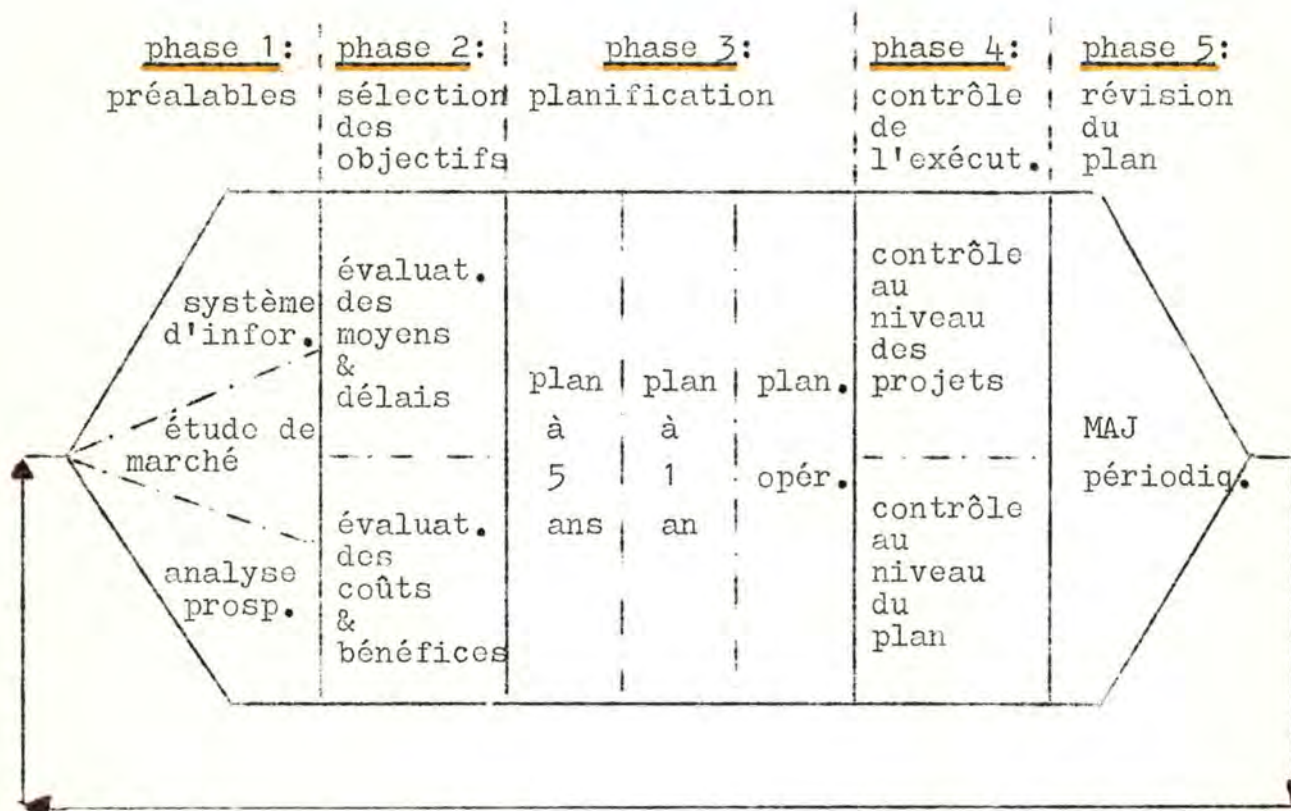 phase 1:
préalables
phase 2:
sélection
des
objectifs
phase 3:
planification
phase 4:
contrôle
de
l'exécut.
phase 5:
révision
du
plan
système
d'infor.
étude de
marché
analyse
prosp.
évaluat.
des
moyens
&
délais
évaluat.
des
coûts
&
bénéfices
plan
à
5
ans
plan
à
1
an
plan.
opér.
contrôle
au
niveau
des
projets
contrôle
au
niveau
du
plan
MAJ
périodiq.